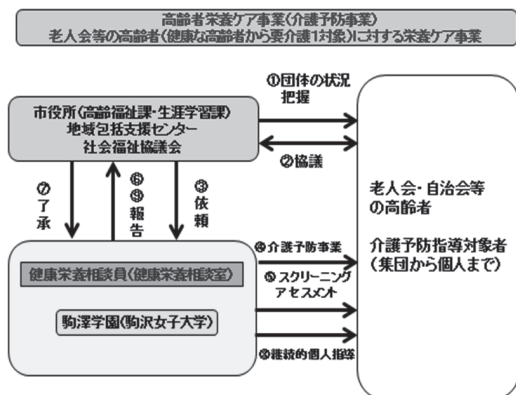 高齢者栄養ケア事業(介護予防事業)
老人会等の高齢者(健康な高齢者から要介護1対象)に対する栄養ケア事業
市役所(高齢福祉課・生涯学習課)
地域包括支援センター
社会福祉協議会
①団体の状況
把握
②協議
老人会・自治会等
の高齢者
介護予防指導対象者
(集団から個人まで)
⑦了承
⑥
⑨報告
③依頼
健康栄養相談員(健康栄養相談室)
駒澤学園(駒沢女子大学)
④介護予防事業
⑤スクリーニング
アセスメント
⑧継続的個人指導